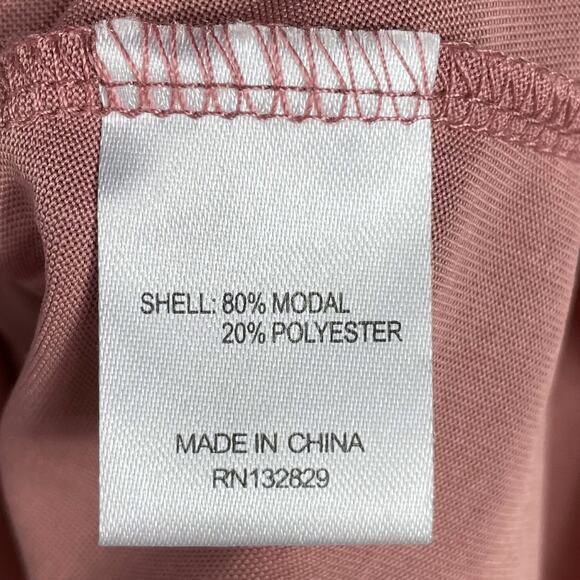 SHELL: 80% MODAL
20% POLYESTER
MADE IN CHINA
RN132829